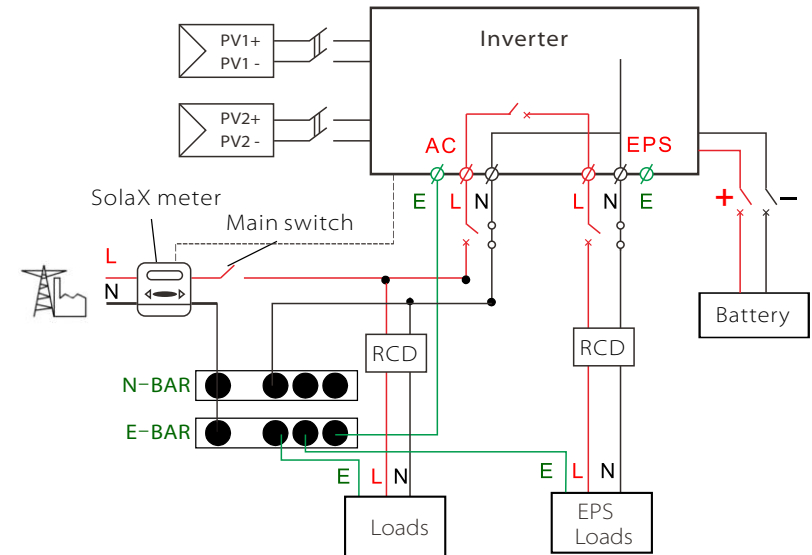 PV1+
PV1 -
Inverter
PV2+
PV2 -
AC
EPS
E
L
N
L
N
E
SolaX meter
Main switch
+
−
L
N
Battery
RCD
RCD
N-BAR
E-BAR
E
L
N
E
L
N
Loads
EPS
Loads